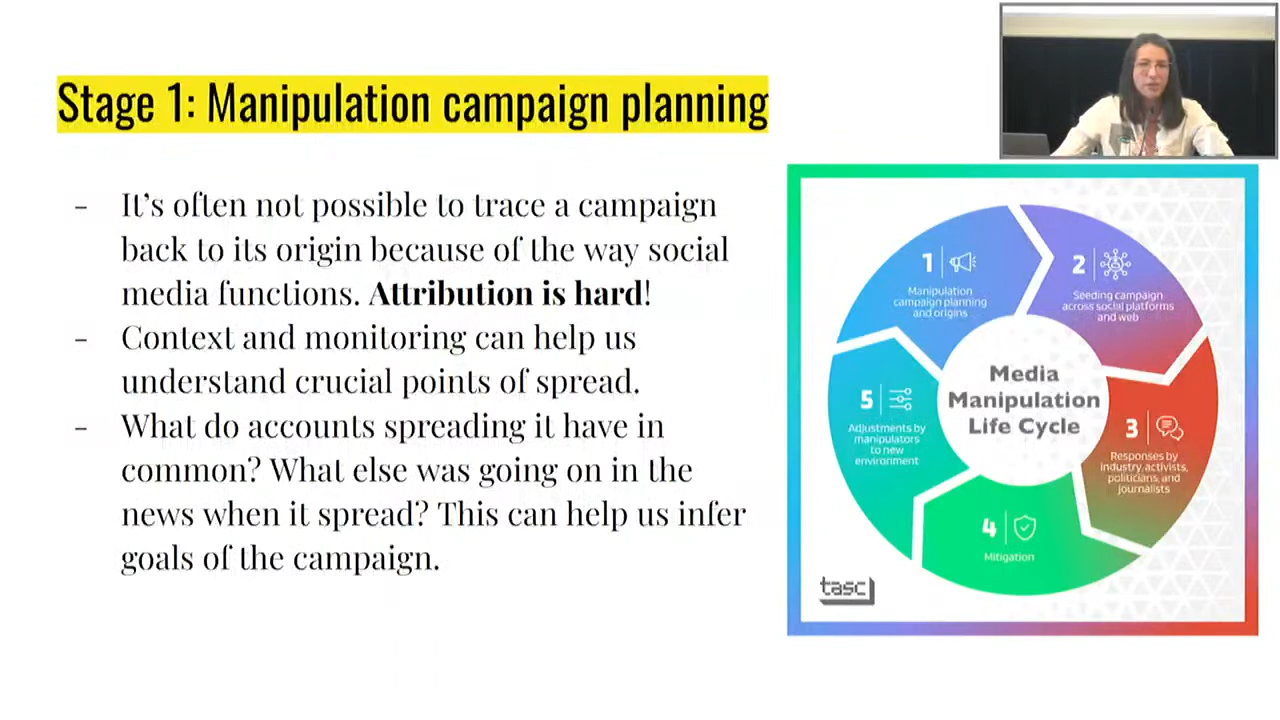 Stage 1: Manipulation campaign planning
- It’s often not possible to trace a campaign
back to its origin because of the way social
media functions. Attribution is hard!
- Context and monitoring can help us
understand crucial points of spread.
- What do accounts spreading it have in
common? What else was going on in the
news when it spread? This can help us infer
goals of the campaign.
1
Manipulation
campaign planning
and origins
2
Seeding campaign
across social platforms
and web
3
Responses by
industry, activists,
politicians, and
journalists
4
Mitigation
5
Adjustments by
manipulators
to new
environment
Media
Manipulation
Life Cycle
tasc